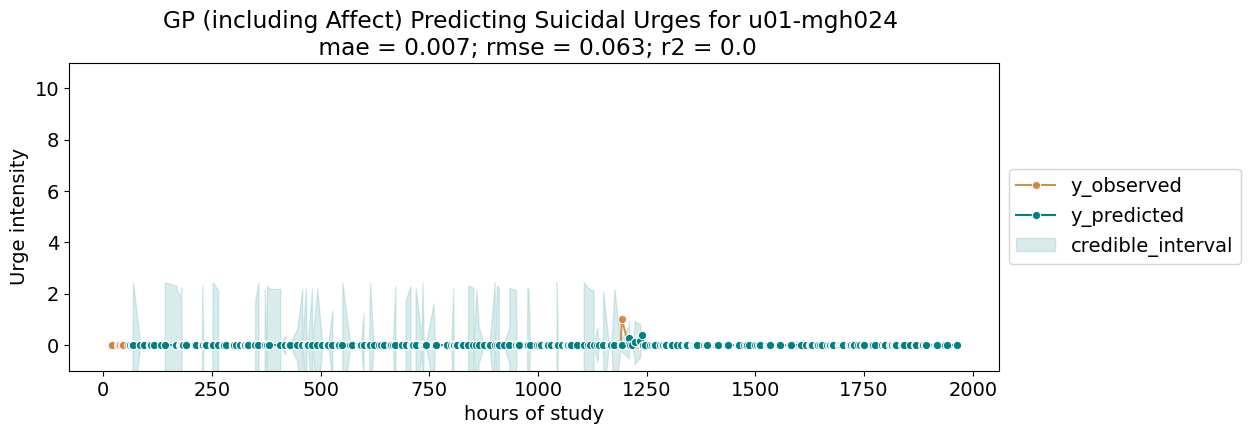 GP (including Affect) Predicting Suicidal Urges for u01-mgh024
mae = 0.007; rmse = 0.063; r2 = 0.0
10
8
6
4
2
0
Urge intensity
0 250 500 750 1000 1250 1500 1750 2000
hours of study
y_observed
y_predicted
credible_interval